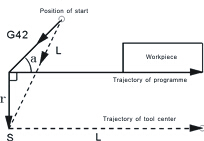 Position of start
G42
L
a
Workpiece
Trajectory of programme
r
Trajectory of tool center
S
L